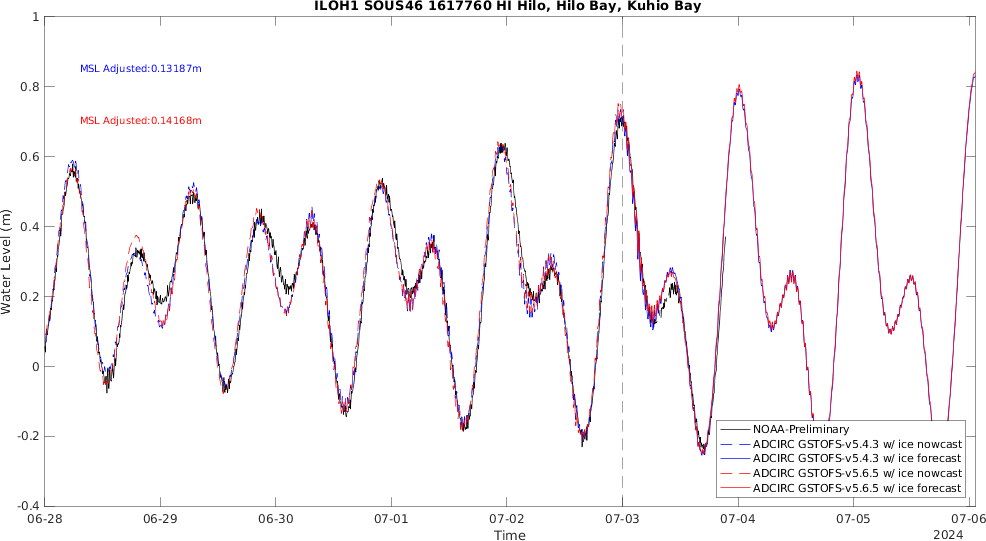 ILOH1 SOUS46 1617760 HI Hilo, Hilo Bay, Kuhio Bay
1
0.8
0.6
0.4
0.2
0
-0.2
-0.4
Water Level (m)
MSL Adjusted:0.13187m
MSL Adjusted:0.14168m
NOAA-Preliminary
ADCIRC GSTOFS-v5.4.3 w/ ice nowcast
ADCIRC GSTOFS-v5.4.3 w/ ice forecast
ADCIRC GSTOFS-v5.6.5 w/ ice nowcast
ADCIRC GSTOFS-v5.6.5 w/ ice forecast
06-28 06-29 06-30 07-01 07-02 07-03 07-04 07-05 07-06
Time
2024